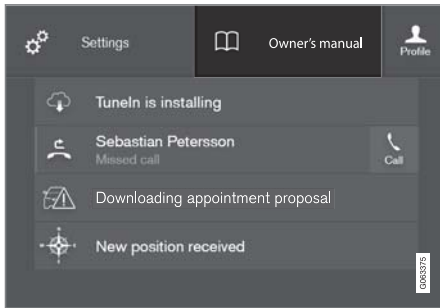 Settings
Owner's manual
Profile
TuneIn is installing
Sebastian Petersson
Missed call
Call
Downloading appointment proposal
New position received
G063375